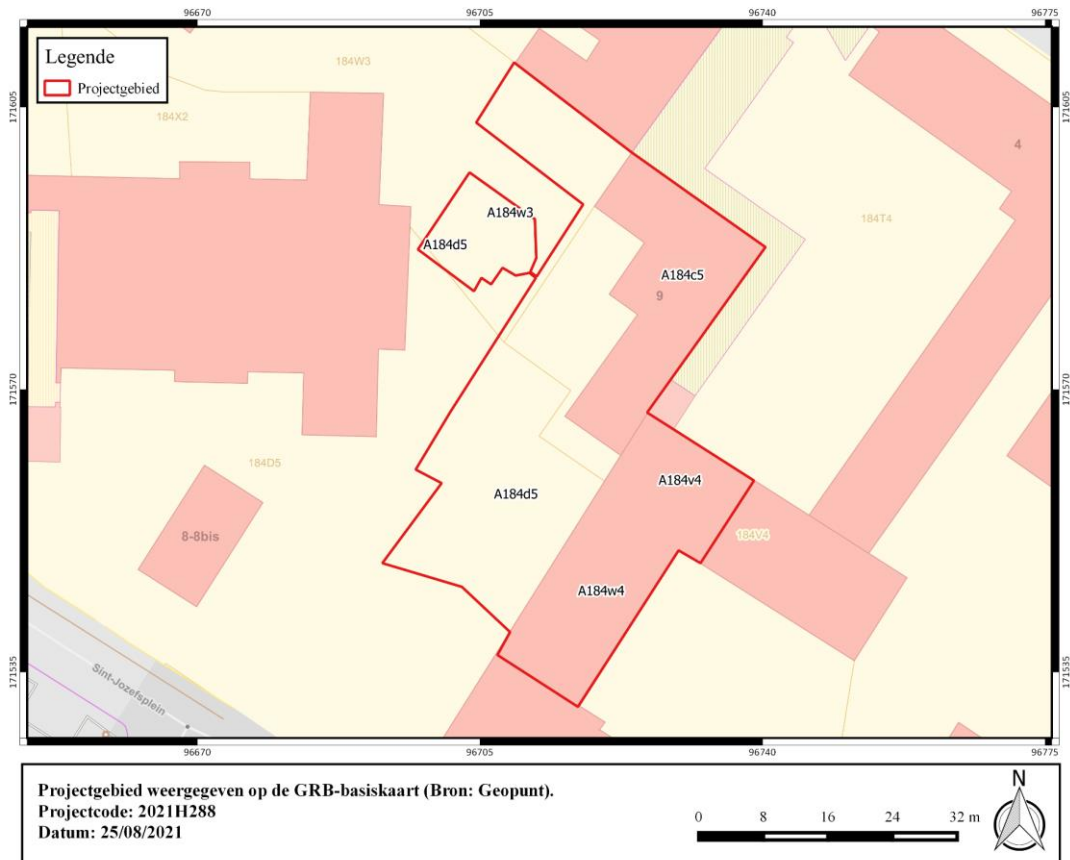 96670
96705
96740
96775
Legende
Projectgebied
184W3
184X2
171605
171605
4
A184w3
184T4
A184d5
A184c5
9
171570
171570
184D5
A184v4
A184d5
8-8bis
184V4
A184w4
171535
171535
Sint-Jozefsplein
96670
96705
96740
96775
Projectgebied weergegeven op de GRB-basiskaart (Bron: Geopunt).
Projectcode: 2021H288
Datum: 25/08/2021
0
8
16
24
32 m
N